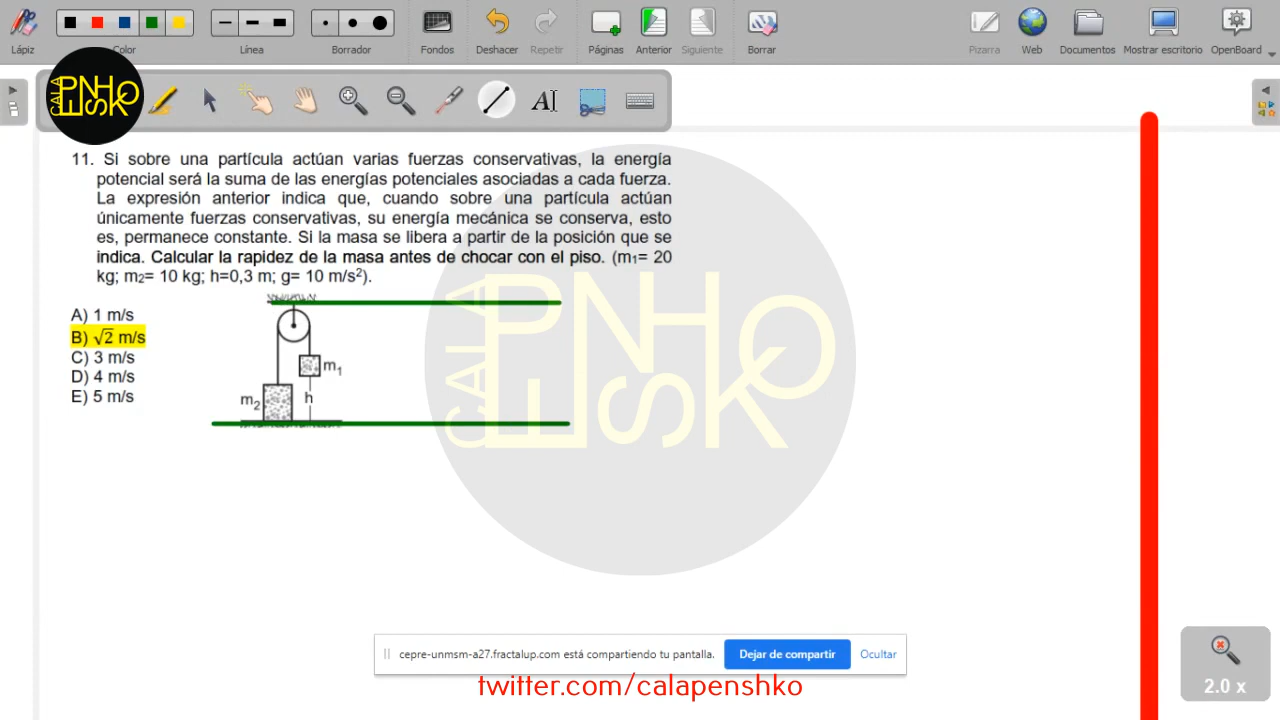 Lápiz
Color
Línea
Borrador
Fondos
Deshacer
Repetir
Páginas
Anterior
Siguiente
Borrar
Pizarra
Web
Documentos
Mostrar escritorio
OpenBoard
CALA PENSHKO
11. Si sobre una partícula actúan varias fuerzas conservativas, la energía
potencial será la suma de las energías potenciales asociadas a cada fuerza.
La expresión anterior indica que, cuando sobre una partícula actúan
únicamente fuerzas conservativas, su energía mecánica se conserva, esto
es, permanece constante. Si la masa se libera a partir de la posición que se
indica. Calcular la rapidez de la masa antes de chocar con el piso. (m1= 20
kg; m2= 10 kg; h=0,3 m; g= 10 m/s²).
A) 1 m/s
B) √2 m/s
C) 3 m/s
D) 4 m/s
E) 5 m/s
m1
m2
h
CALA PENSHKO
cepre-unmsm-a27.fractalup.com está compartiendo tu pantalla.
Dejar de compartir
Ocultar
twitter.com/calapenshko
2.0 x